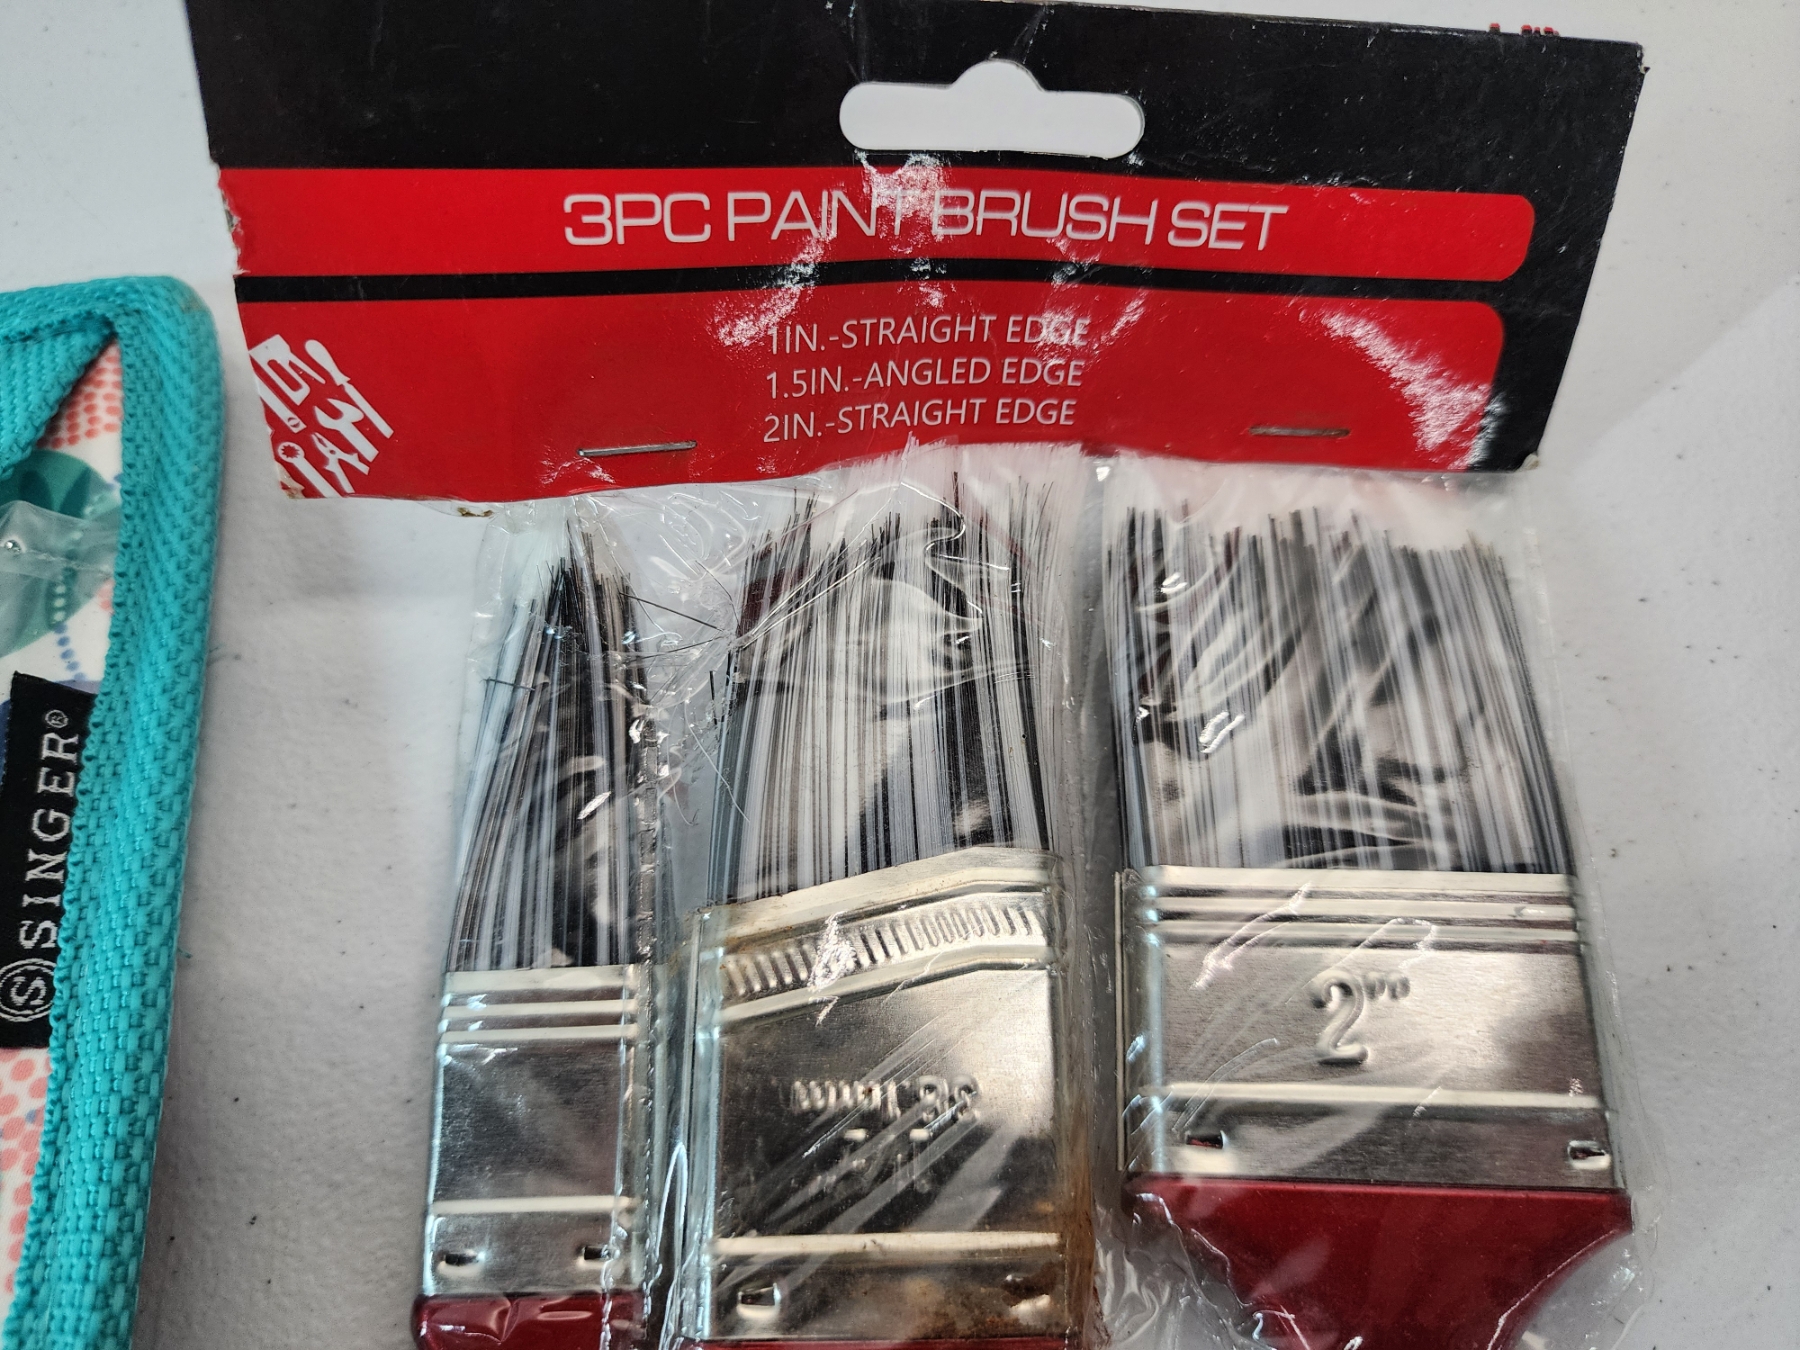 3PC PAINT BRUSH SET
1IN.-STRAIGHT EDGE
1.5IN.-ANGLED EDGE
2IN.-STRAIGHT EDGE
2"
S SINGER®